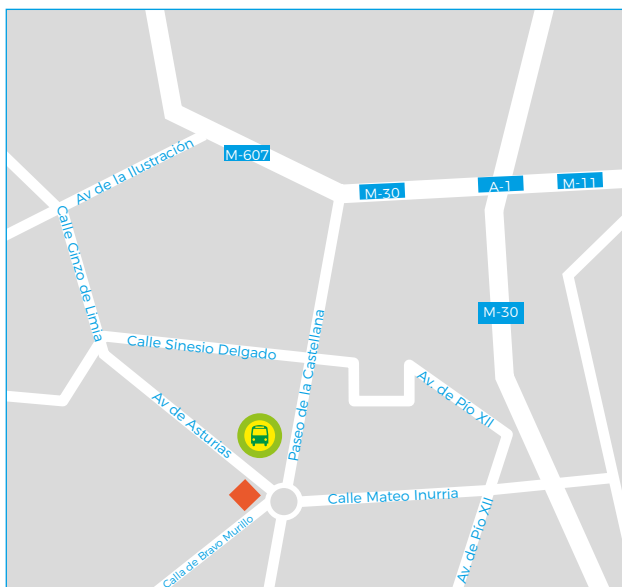 Av de la Ilustración
M-607
M-30
A-1
M-11
Calle Ginzo de Limia
M-30
Calle Sinesio Delgado
Paseo de la Castellana
Av. de Pío XII
Av de Asturias
Calle Mateo Inurria
Calla de Bravo Murillo
Av. de Pío XII